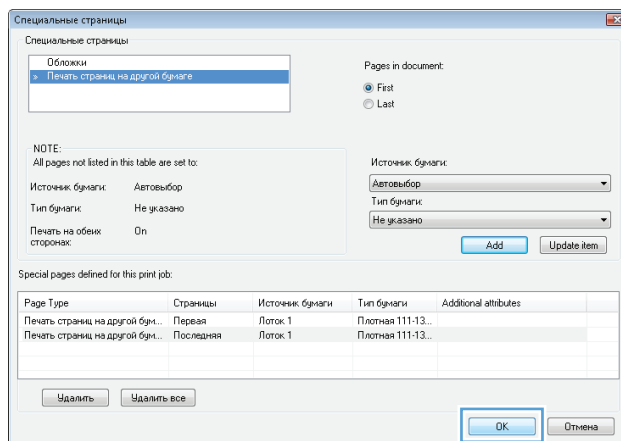 Специальные страницы
Специальные страницы
Обложки
» Печать страниц на другой бумаге
Pages in document:
First
Last
NOTE:
All pages not listed in this table are set to:
Источник бумаги: Автовыбор
Тип бумаги: Не указано
Печать на обеих сторонах: On
Источник бумаги:
Автовыбор
Тип бумаги:
Не указано
Add Update item
Special pages defined for this print job:
Page Type Страницы Источник бумаги Тип бумаги Additional attributes
Печать страниц на другой бум... Первая Лоток 1 Плотная 111-13...
Печать страниц на другой бум... Последняя Лоток 1 Плотная 111-13...
Удалить Удалить все
OK Отмена